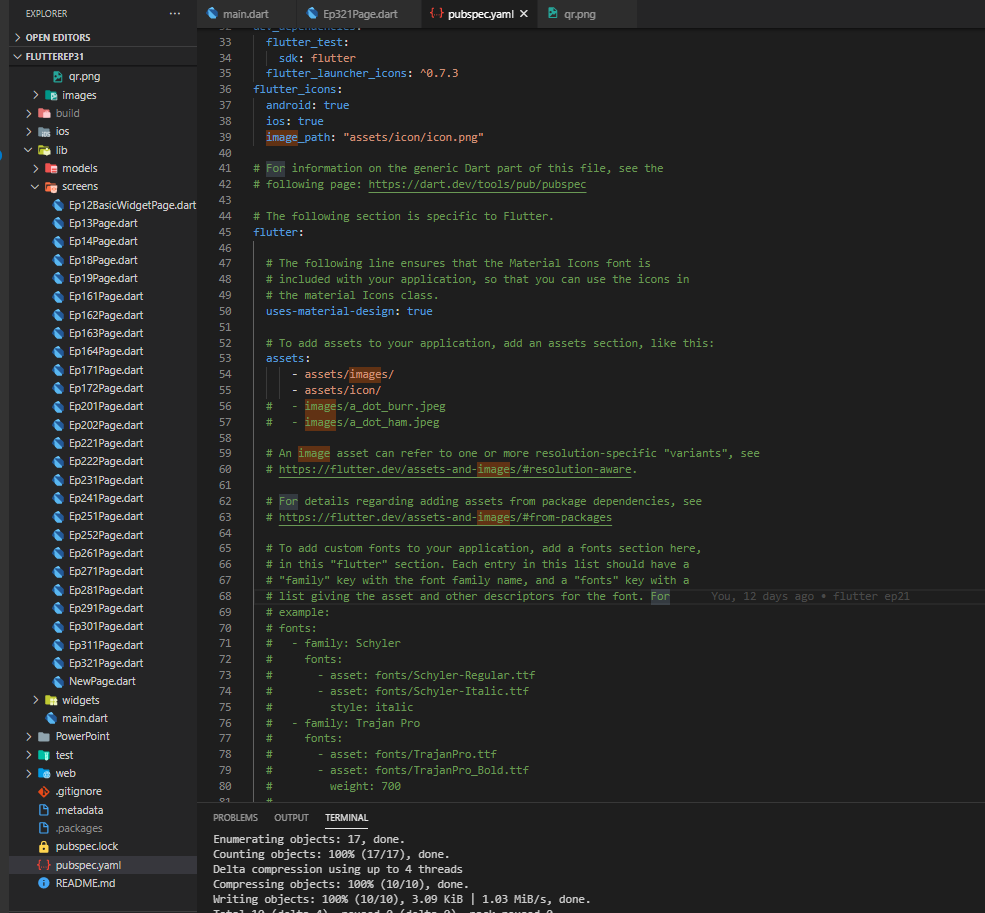 EXPLORER
···
OPEN EDITORS
FLUTTEREP31
qr.png
images
build
ios
lib
models
screens
Ep12BasicWidgetPage.dart
Ep13Page.dart
Ep14Page.dart
Ep18Page.dart
Ep19Page.dart
Ep161Page.dart
Ep162Page.dart
Ep163Page.dart
Ep164Page.dart
Ep171Page.dart
Ep172Page.dart
Ep201Page.dart
Ep202Page.dart
Ep221Page.dart
Ep222Page.dart
Ep231Page.dart
Ep241Page.dart
Ep251Page.dart
Ep252Page.dart
Ep261Page.dart
Ep271Page.dart
Ep281Page.dart
Ep291Page.dart
Ep301Page.dart
Ep311Page.dart
Ep321Page.dart
NewPage.dart
widgets
main.dart
PowerPoint
test
web
.gitignore
.metadata
.packages
pubspec.lock
pubspec.yaml
README.md
main.dart Ep321Page.dart pubspec.yaml qr.png
32 dev_dependencies:
33 flutter_test:
34 sdk: flutter
35 flutter_launcher_icons: ^0.7.3
36 flutter_icons:
37 android: true
38 ios: true
39 image_path: "assets/icon/icon.png"
40
41 # For information on the generic Dart part of this file, see the
42 # following page: https://dart.dev/tools/pub/pubspec
43
44 # The following section is specific to Flutter.
45 flutter:
46
47 # The following line ensures that the Material Icons font is
48 # included with your application, so that you can use the icons in
49 # the material Icons class.
50 uses-material-design: true
51
52 # To add assets to your application, add an assets section, like this:
53 assets:
54 - assets/images/
55 - assets/icon/
56 # - images/a_dot_burr.jpeg
57 # - images/a_dot_ham.jpeg
58
59 # An image asset can refer to one or more resolution-specific "variants", see
60 # https://flutter.dev/assets-and-images/#resolution-aware.
61
62 # For details regarding adding assets from package dependencies, see
63 # https://flutter.dev/assets-and-images/#from-packages
64
65 # To add custom fonts to your application, add a fonts section here,
66 # in this "flutter" section. Each entry in this list should have a
67 # "family" key with the font family name, and a "fonts" key with a
68 # list giving the asset and other descriptors for the font. For You, 12 days ago • flutter ep21
69 # example:
70 # fonts:
71 # - family: Schyler
72 # fonts:
73 # - asset: fonts/Schyler-Regular.ttf
74 # - asset: fonts/Schyler-Italic.ttf
75 # style: italic
76 # - family: Trajan Pro
77 # fonts:
78 # - asset: fonts/TrajanPro.ttf
79 # - asset: fonts/TrajanPro_Bold.ttf
80 # weight: 700
81 #
PROBLEMS OUTPUT TERMINAL
Enumerating objects: 17, done.
Counting objects: 100% (17/17), done.
Delta compression using up to 4 threads
Compressing objects: 100% (10/10), done.
Writing objects: 100% (10/10), 3.09 KiB | 1.03 MiB/s, done.